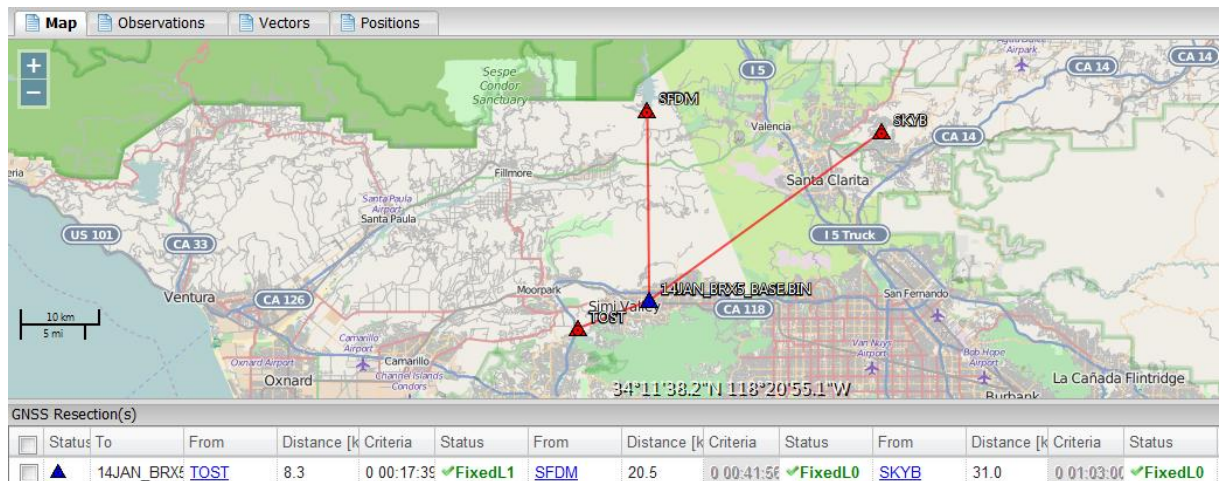 Map Observations Vectors Positions
+
−
Sespe
Condor
Sanctuary
SFDM
I 5
Airpark
CA 14
CA 14
Valencia
SKYB
CA 14
Fillmore
Santa Clarita
Santa Paula
Airport
Santa Paula
US 101
CA 33
I 5 Truck
Ventura
CA 126
Moorpark
14JAN_BRX5_BASE.BIN
Simi Valley
CA 118
San Fernando
TOST
10 km
5 mi
Camarillo
Airport
Camarillo
Oxnard Airport
Oxnard
Channel Islands
Condors
Van Nuys
Airport
Bob Hope
Airport
La Cañada Flintridge
34°11'38.2"N 118°20'55.1"W
Burbank
GNSS Resection(s)
Status To From Distance [k Criteria Status From Distance [k Criteria Status From Distance [k Criteria Status
14JAN_BRX5 TOST 8.3 0 00:17:39 FixedL1 SFDM 20.5 0 00:41:56 FixedL0 SKYB 31.0 0 01:03:00 FixedL0